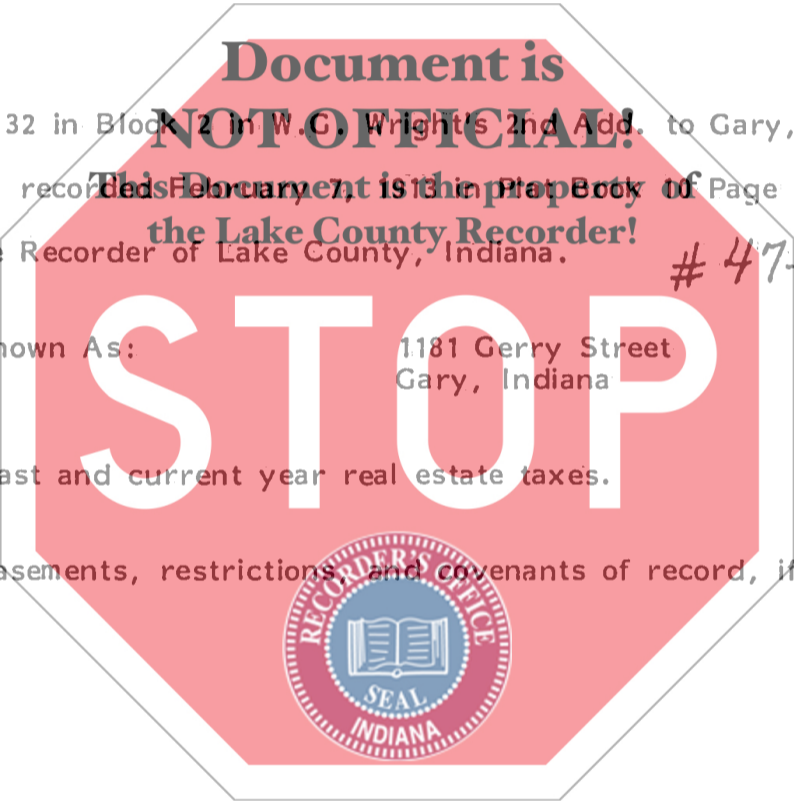 Document is
32 in Block 2 in W.G. Wright's 2nd Add. to Gary,
NOT OFFICIAL!
recorded February 7, 1913 in Plat Book 10 Page
This Document is the property of
the Lake County Recorder!
Recorder of Lake County, Indiana.
#47-
nown As: 1181 Gerry Street
Gary, Indiana
STOP
ast and current year real estate taxes.
asements, restrictions, and covenants of record, if
RECORDER'S OFFICE
SEAL
INDIANA